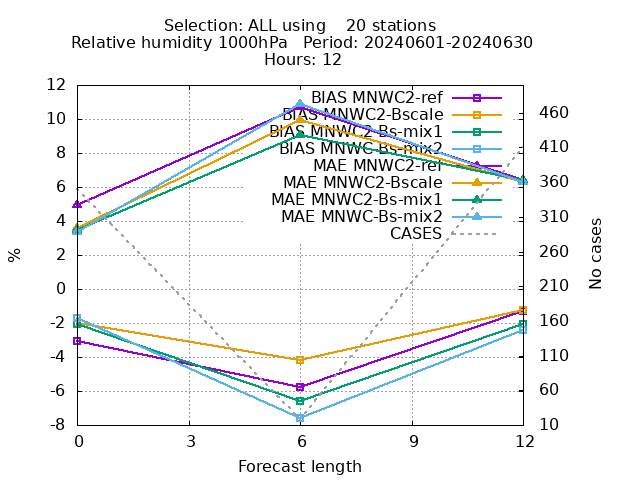 Selection: ALL using    20 stations
Relative humidity 1000hPa   Period: 20240601-20240630
Hours: 12
12
10
8
6
4
2
0
-2
-4
-6
-8
%
BIAS MNWC2-ref
BIAS MNWC2-Bscale
BIAS MNWC2-Bs-mix1
BIAS MNWC-Bs-mix2
MAE MNWC2-ref
MAE MNWC2-Bscale
MAE MNWC2-Bs-mix1
MAE MNWC-Bs-mix2
CASES
460
410
360
310
260
210
160
110
60
10
No cases
0 3 6 9 12
Forecast length